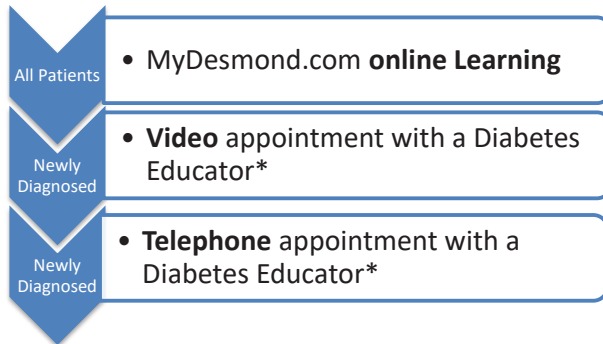 All Patients
• MyDesmond.com online Learning
Newly
Diagnosed
• Video appointment with a Diabetes
Educator*
Newly
Diagnosed
• Telephone appointment with a
Diabetes Educator*